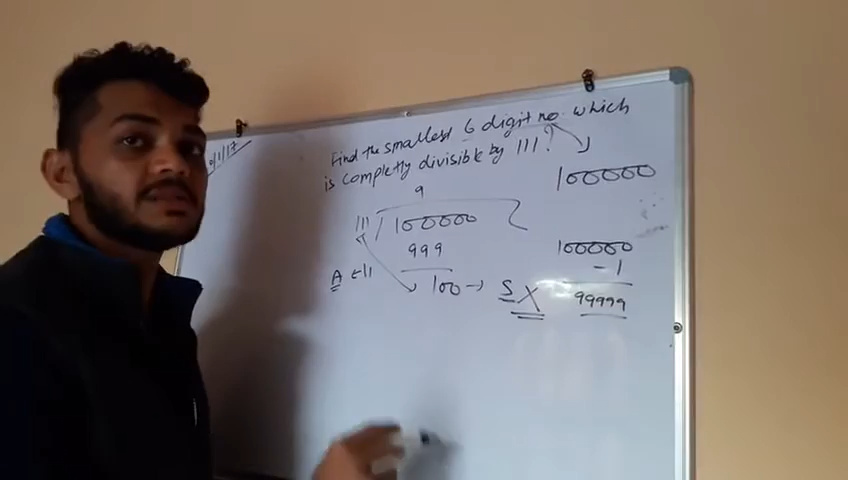 Find the smallest 6 digit no which
is completly divisible by 111?
100000
9
111 100000
999
100 → S X
A ← 11
100000
- 1
99999